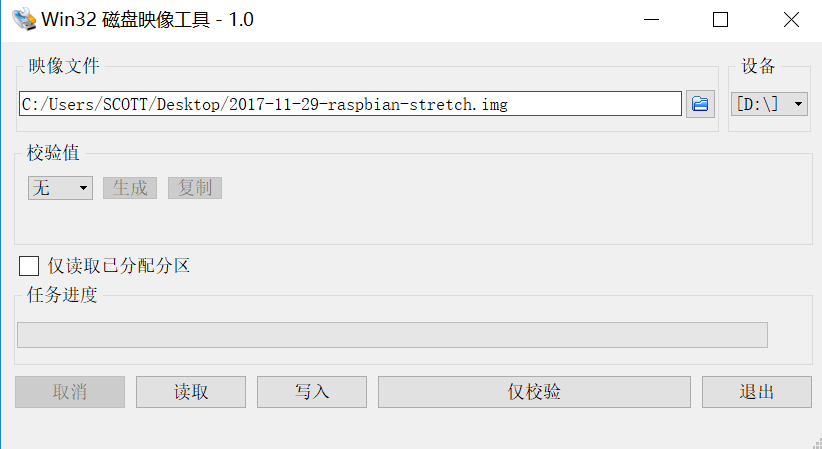 Win32 磁盘映像工具 - 1.0
映像文件
设备
C:/Users/SCOTT/Desktop/2017-11-29-raspbian-stretch.img
[D:\]
校验值
无
生成
复制
仅读取已分配分区
任务进度
取消
读取
写入
仅校验
退出